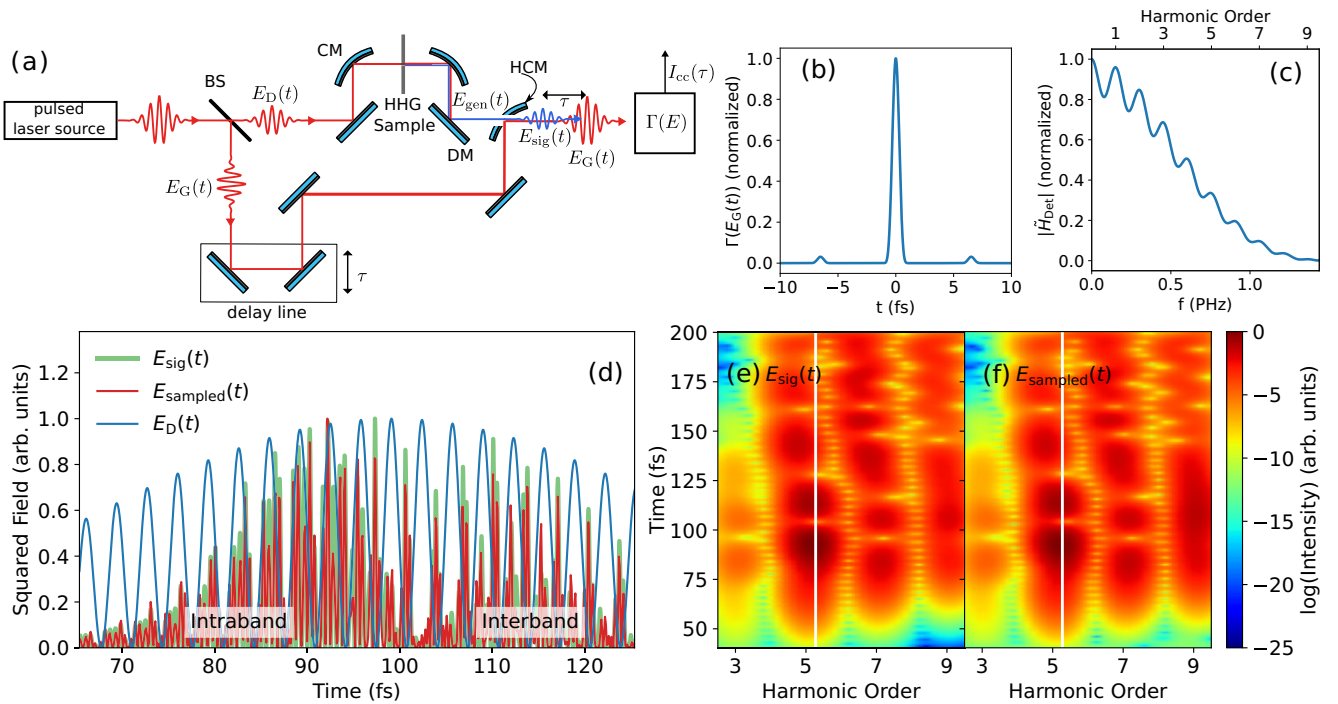 (a)
pulsed
laser source
BS
E_D(t)
CM
HHG
Sample
E_gen(t)
HCM
τ
E_sig(t)
E_G(t)
DM
I_cc(τ)
Γ(E)
E_G(t)
τ
delay line
(b)
Γ(E_G(t)) (normalized)
1.0
0.8
0.6
0.4
0.2
0.0
−10 −5 0 5 10
t (fs)
Harmonic Order
1 3 5 7 9
(c)
|H̃_Det| (normalized)
1.0
0.8
0.6
0.4
0.2
0.0
0.0 0.5 1.0
f (PHz)
(d)
E_sig(t)
E_sampled(t)
E_D(t)
Squared Field (arb. units)
1.2
1.0
0.8
0.6
0.4
0.2
0.0
Intraband
Interband
70 80 90 100 110 120
Time (fs)
(e) E_sig(t)
Time (fs)
200
175
150
125
100
75
50
3 5 7 9
Harmonic Order
(f) E_sampled(t)
3 5 7 9
Harmonic Order
0
−5
−10
−15
−20
−25
log(Intensity) (arb. units)